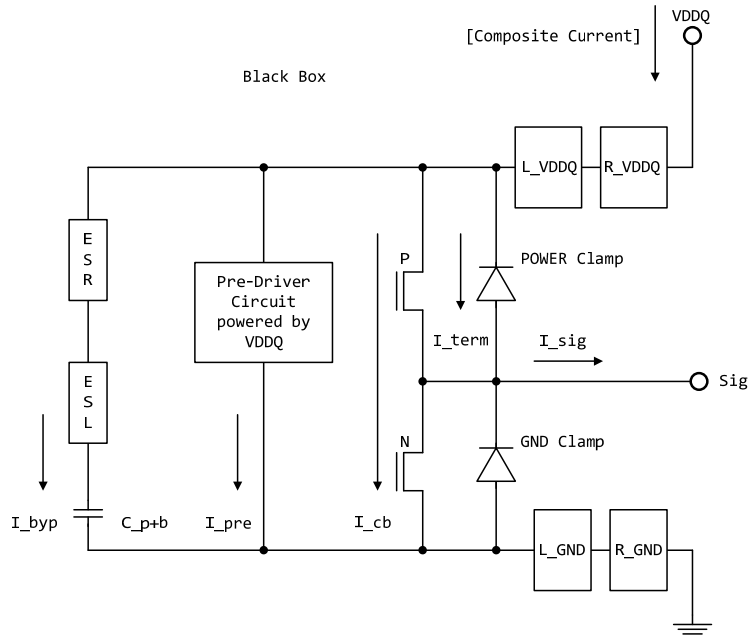 VDDQ
[Composite Current]
Black Box
L_VDDQ
R_VDDQ
E
S
R
P
POWER Clamp
Pre-Driver
Circuit
powered by
VDDQ
I_term
I_sig
E
S
L
Sig
N
GND Clamp
I_byp
C_p+b
I_pre
I_cb
L_GND
R_GND